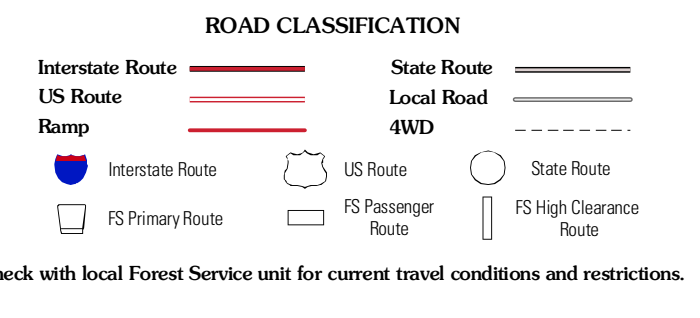 ROAD CLASSIFICATION
Interstate Route
State Route
US Route
Local Road
Ramp
4WD
Interstate Route
US Route
State Route
FS Primary Route
FS Passenger
Route
FS High Clearance
Route
with local Forest Service unit for current travel conditions and restrictions.